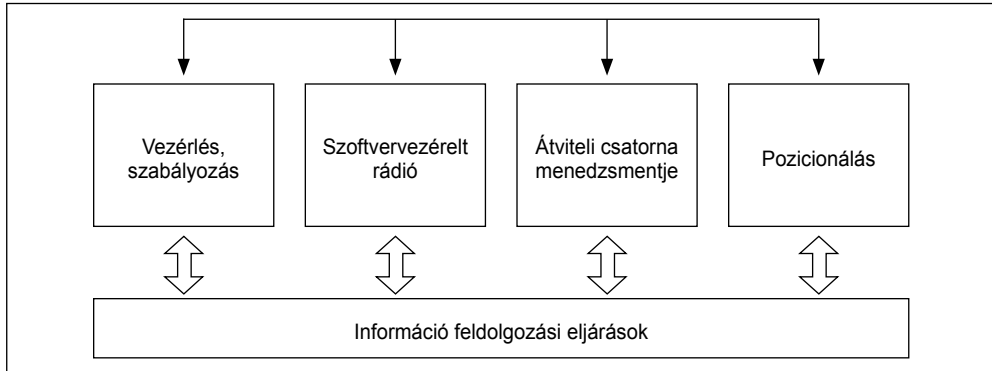 Vezérlés,
szabályozás
Szoftvervezérelt
rádió
Átviteli csatorna
menedzsmentje
Pozicionálás
Információ feldolgozási eljárások